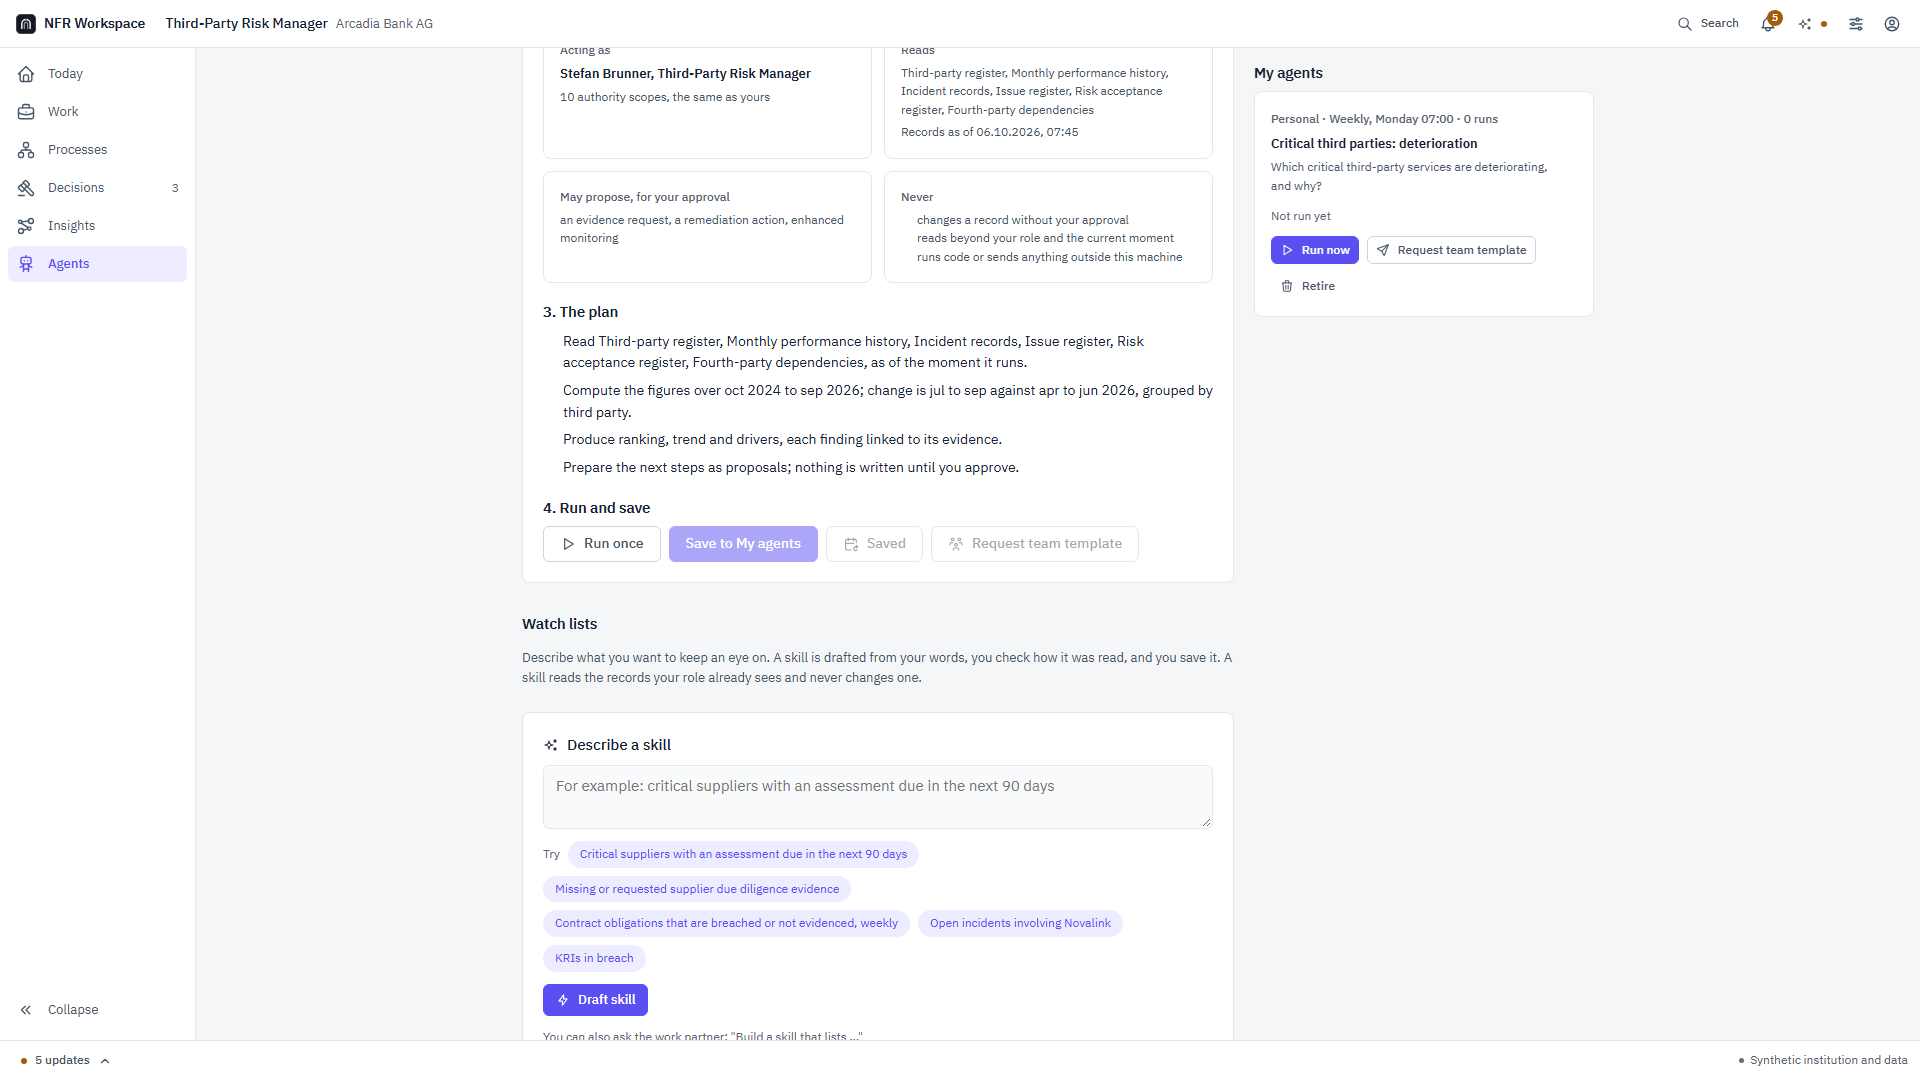 NFR Workspace
Third-Party Risk Manager Arcadia Bank AG
Search
5
Today
Work
Processes
Decisions 3
Insights
Agents
Collapse
Acting as
Stefan Brunner, Third-Party Risk Manager
10 authority scopes, the same as yours
Reads
Third-party register, Monthly performance history,
Incident records, Issue register, Risk acceptance
register, Fourth-party dependencies
Records as of 06.10.2026, 07:45
May propose, for your approval
an evidence request, a remediation action, enhanced
monitoring
Never
changes a record without your approval
reads beyond your role and the current moment
runs code or sends anything outside this machine
3. The plan
Read Third-party register, Monthly performance history, Incident records, Issue register, Risk
acceptance register, Fourth-party dependencies, as of the moment it runs.
Compute the figures over oct 2024 to sep 2026; change is jul to sep against apr to jun 2026, grouped by
third party.
Produce ranking, trend and drivers, each finding linked to its evidence.
Prepare the next steps as proposals; nothing is written until you approve.
4. Run and save
Run once
Save to My agents
Saved
Request team template
Watch lists
Describe what you want to keep an eye on. A skill is drafted from your words, you check how it was read, and you save it. A
skill reads the records your role already sees and never changes one.
Describe a skill
For example: critical suppliers with an assessment due in the next 90 days
Try Critical suppliers with an assessment due in the next 90 days
Missing or requested supplier due diligence evidence
Contract obligations that are breached or not evidenced, weekly
Open incidents involving Novalink
KRIs in breach
Draft skill
You can also ask the work partner: "Build a skill that lists ..."
My agents
Personal · Weekly, Monday 07:00 · 0 runs
Critical third parties: deterioration
Which critical third-party services are deteriorating,
and why?
Not run yet
Run now
Request team template
Retire
5 updates
Synthetic institution and data